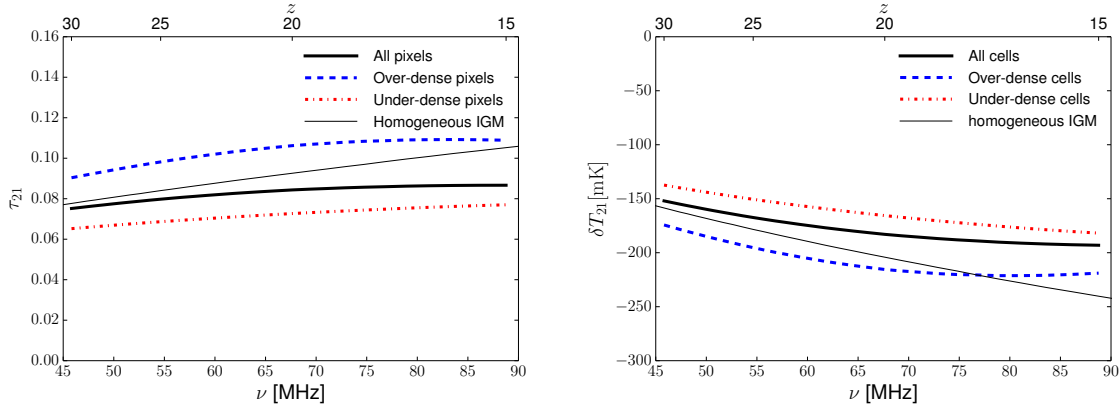 z
30 25 20 15
0.16
0.14
0.12
0.10
0.08
0.06
0.04
0.02
0.00
τ21
All pixels
Over-dense pixels
Under-dense pixels
Homogeneous IGM
45 50 55 60 65 70 75 80 85 90
ν [MHz]
z
30 25 20 15
0
−50
−100
−150
−200
−250
−300
δT21[mK]
All cells
Over-dense cells
Under-dense cells
homogeneous IGM
45 50 55 60 65 70 75 80 85 90
ν [MHz]